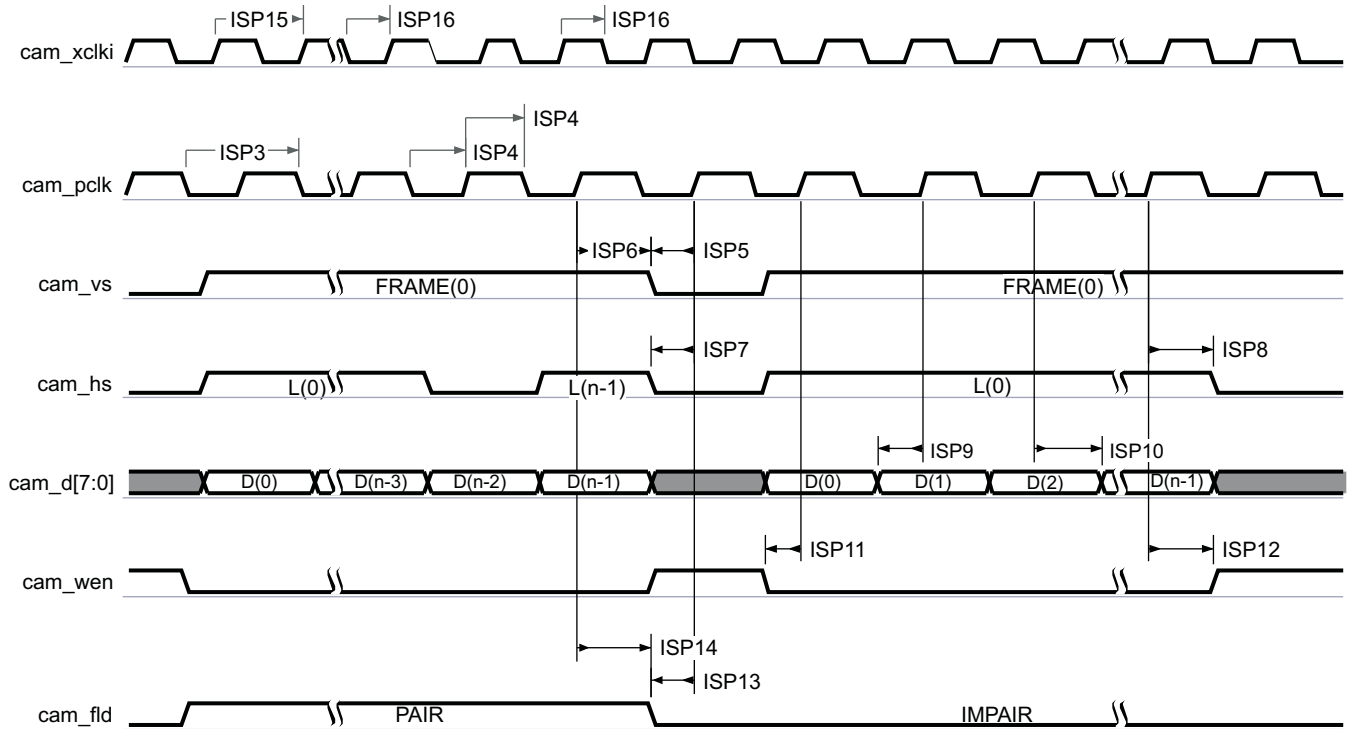 ISP15 ISP16 ISP16
cam_xclki
ISP4
ISP3 ISP4
cam_pclk
ISP6 ISP5
cam_vs FRAME(0) FRAME(0)
ISP7 ISP8
cam_hs L(0) L(n-1) L(0)
ISP9 ISP10
cam_d[7:0] D(0) D(n-3) D(n-2) D(n-1) D(0) D(1) D(2) D(n-1)
ISP11 ISP12
cam_wen
ISP14
ISP13
cam_fld PAIR IMPAIR